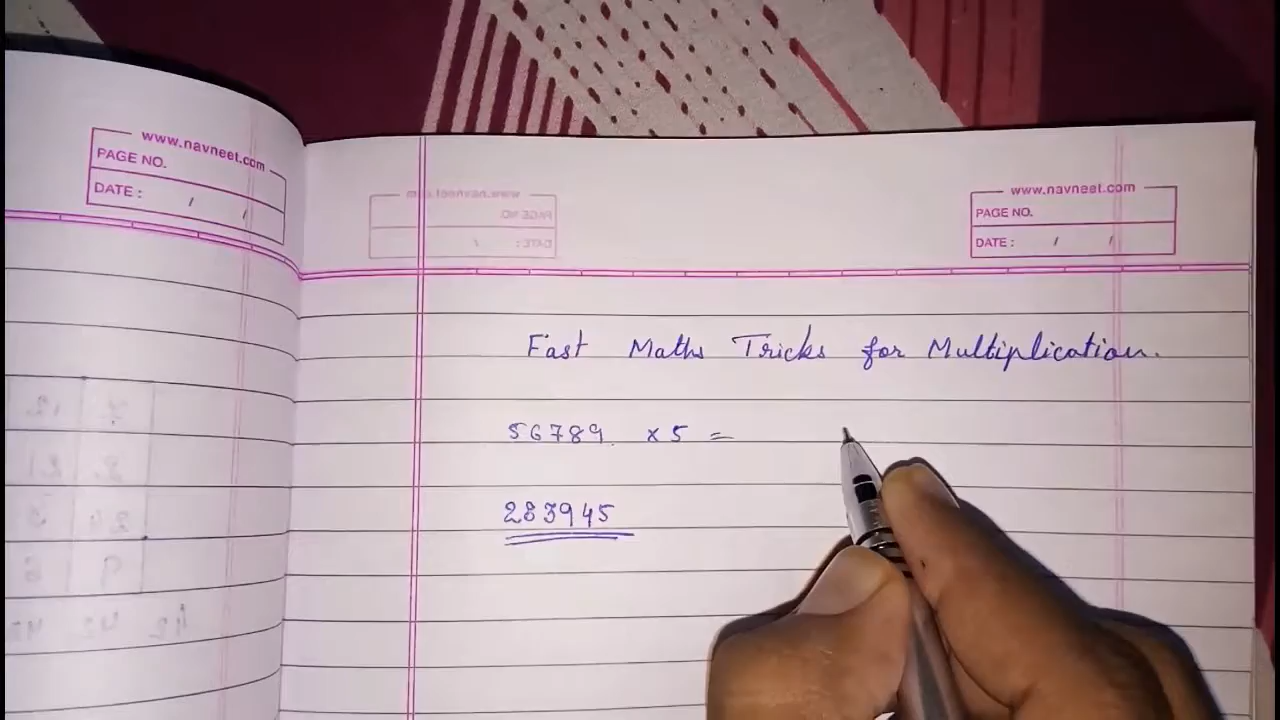 www.navneet.com
PAGE NO.
DATE : / /
www.navneet.com
PAGE NO.
DATE : / /
Fast Maths Tricks for Multiplication.
56789. x 5 =
283945